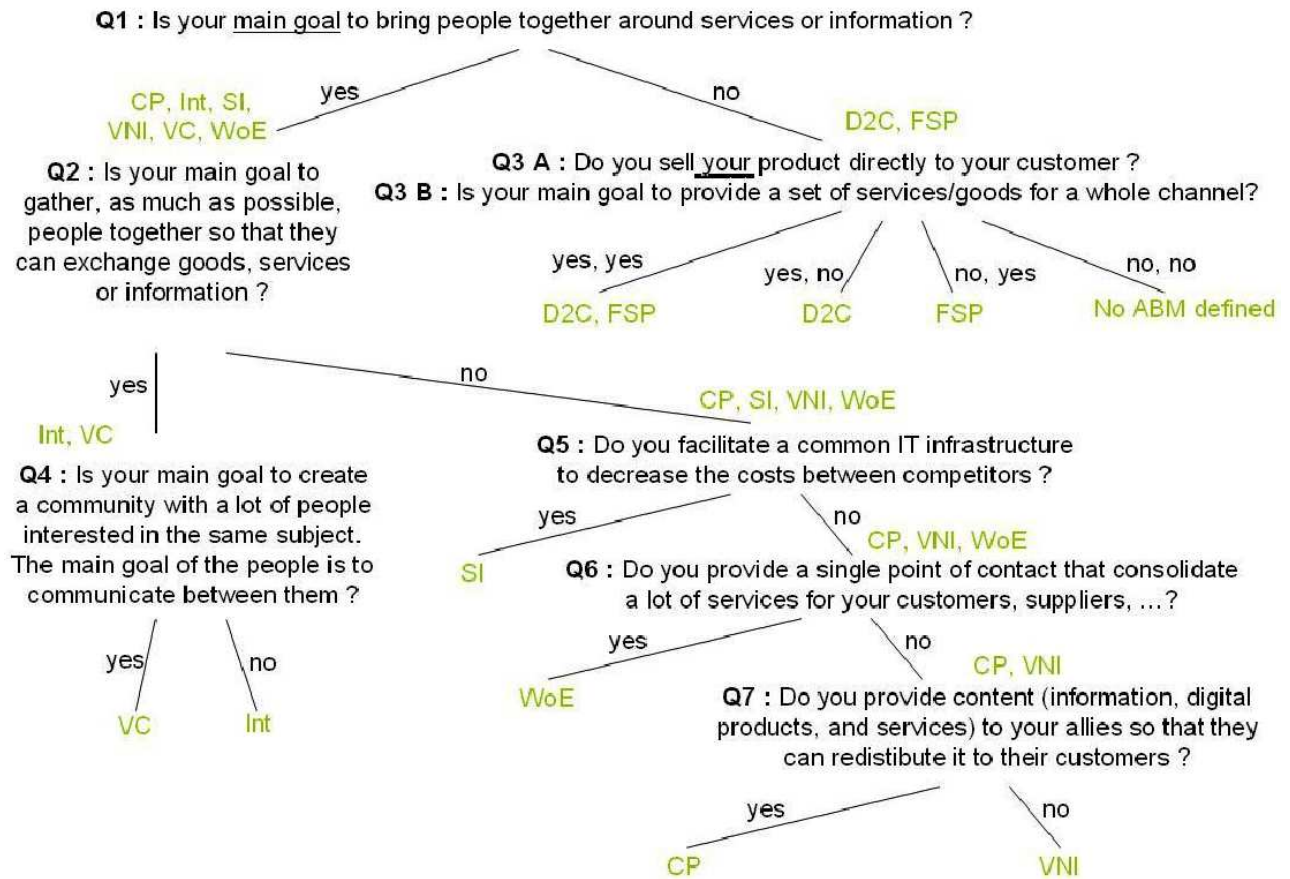 Q1 : Is your main goal to bring people together around services or information ?
yes
no
CP, Int, SI,
VNI, VC, WoE
D2C, FSP
Q2 : Is your main goal to
gather, as much as possible,
people together so that they
can exchange goods, services
or information ?
Q3 A : Do you sell your product directly to your customer ?
Q3 B : Is your main goal to provide a set of services/goods for a whole channel?
yes, yes
yes, no
no, yes
no, no
D2C, FSP
D2C
FSP
No ABM defined
yes
no
Int, VC
CP, SI, VNI, WoE
Q4 : Is your main goal to create
a community with a lot of people
interested in the same subject.
The main goal of the people is to
communicate between them ?
Q5 : Do you facilitate a common IT infrastructure
to decrease the costs between competitors ?
yes
no
SI
CP, VNI, WoE
Q6 : Do you provide a single point of contact that consolidate
a lot of services for your customers, suppliers, ...?
yes
no
VC
Int
yes
no
WoE
CP, VNI
Q7 : Do you provide content (information, digital
products, and services) to your allies so that they
can redistibute it to their customers ?
yes
no
CP
VNI